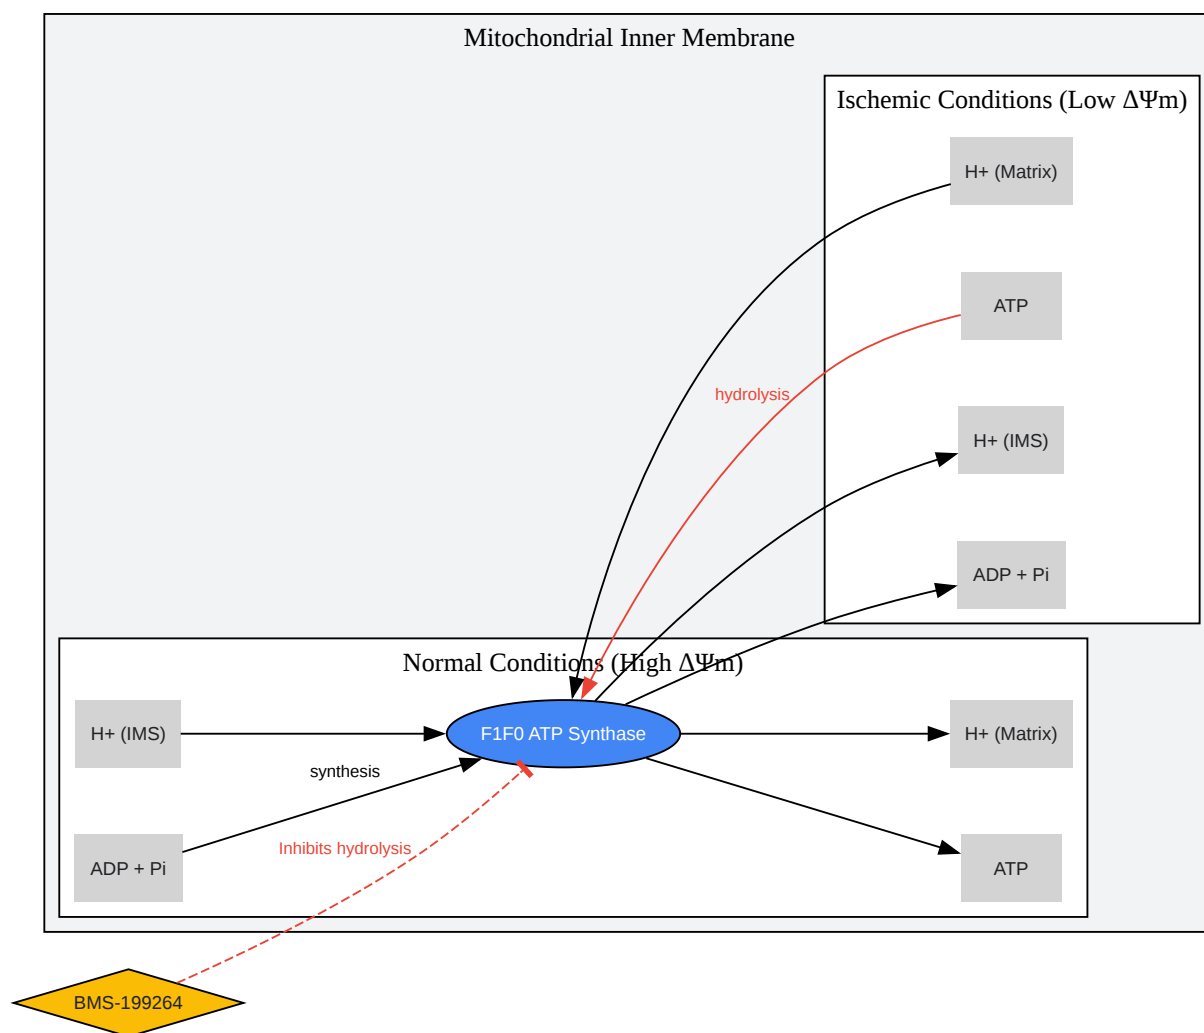 Mitochondrial Inner Membrane
Ischemic Conditions (Low ΔΨm)
H+ (Matrix)
ATP
hydrolysis
H+ (IMS)
ADP + Pi
Normal Conditions (High ΔΨm)
H+ (IMS)
F1F0 ATP Synthase
H+ (Matrix)
synthesis
Inhibits hydrolysis
ADP + Pi
ATP
BMS-199264